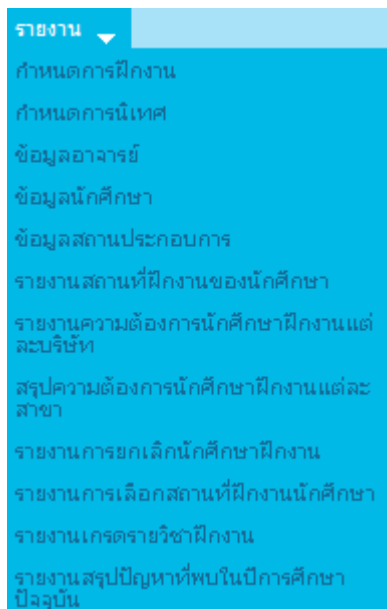 รายงาน
กำหนดการฝึกงาน
กำหนดการนิเทศ
ข้อมูลอาจารย์
ข้อมูลนักศึกษา
ข้อมูลสถานประกอบการ
รายงานสถานที่ฝึกงานของนักศึกษา
รายงานความต้องการนักศึกษาฝึกงานแต่
ละบริษัท
สรุปความต้องการนักศึกษาฝึกงานแต่ละ
สาขา
รายงานการยกเลิกนักศึกษาฝึกงาน
รายงานการเลือกสถานที่ฝึกงานนักศึกษา
รายงานเกรดรายวิชาฝึกงาน
รายงานสรุปปัญหาที่พบในปีการศึกษา
ปัจจุบัน